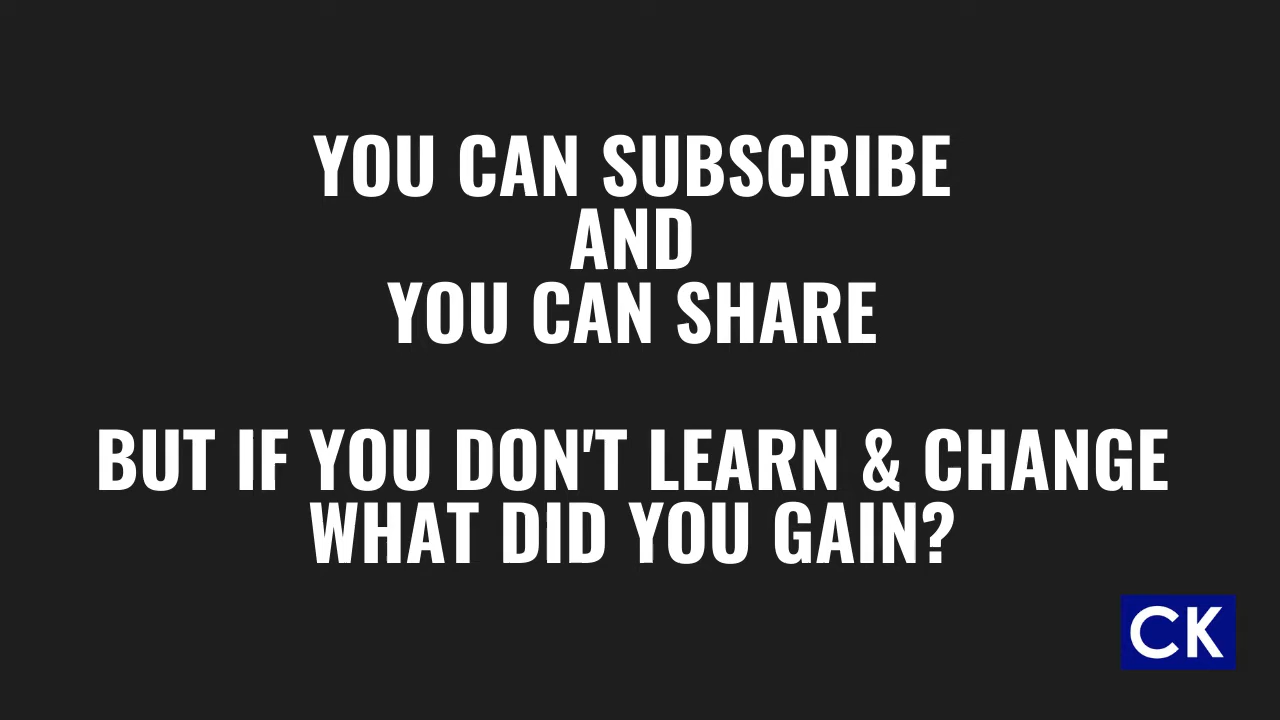 YOU CAN SUBSCRIBE
AND
YOU CAN SHARE
BUT IF YOU DON'T LEARN & CHANGE
WHAT DID YOU GAIN?
CK